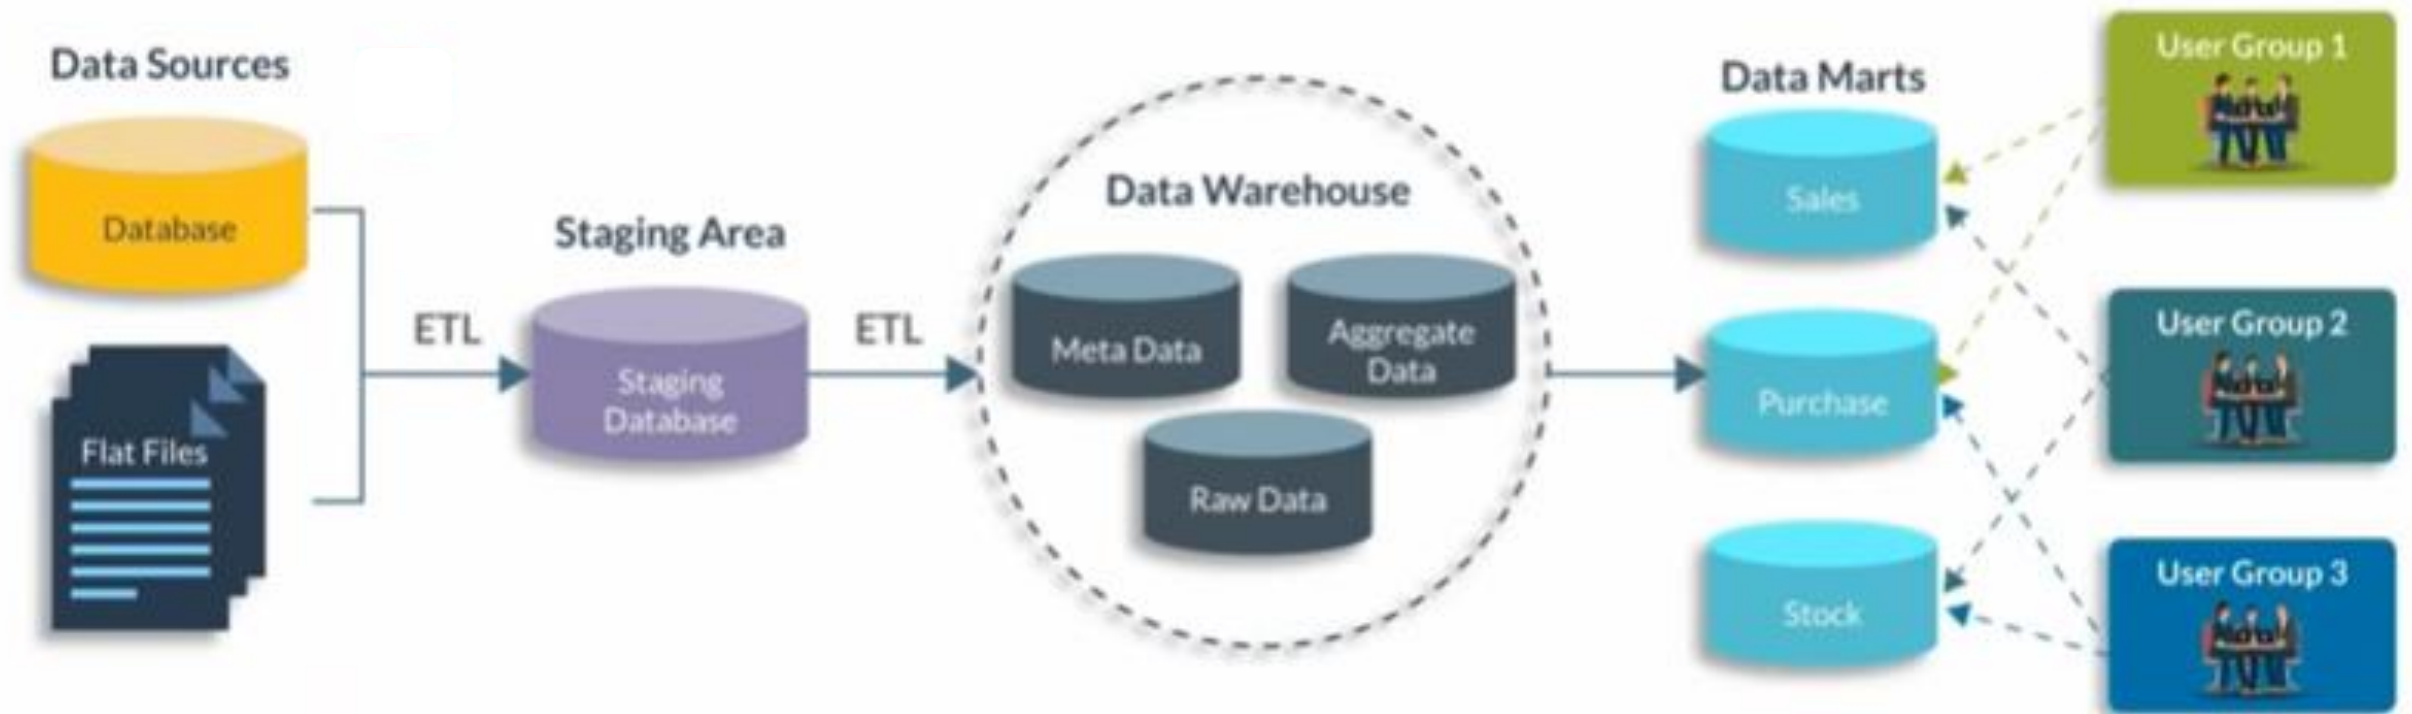 Data Sources
Database
Flat Files
ETL
Staging Area
Staging
Database
ETL
Data Warehouse
Meta Data
Aggregate
Data
Raw Data
Data Marts
Sales
Purchase
Stock
User Group 1
User Group 2
User Group 3